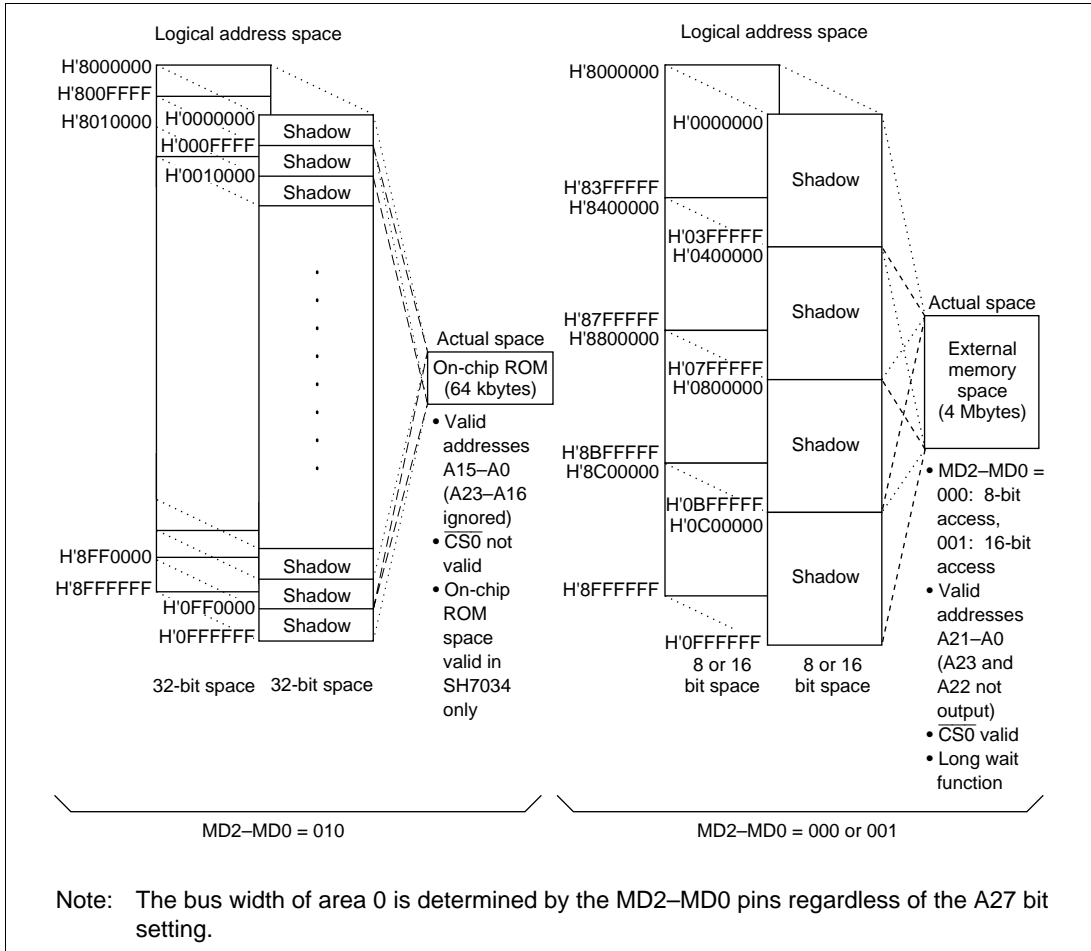 Logical address space
H'8000000
H'800FFFF
H'8010000
H'0000000
H'000FFFF
H'0010000
Shadow
Shadow
Shadow
Actual space
On-chip ROM
(64 kbytes)
• Valid
addresses
A15–A0
(A23–A16
ignored)
• CS0 not
valid
• On-chip
ROM
space
valid in
SH7034
only
H'8FF0000
H'8FFFFFF
H'0FF0000
H'0FFFFFF
Shadow
Shadow
Shadow
32-bit space
32-bit space
MD2–MD0 = 010
Logical address space
H'8000000
H'0000000
H'83FFFFF
H'8400000
H'03FFFFF
H'0400000
H'87FFFFF
H'8800000
H'07FFFFF
H'0800000
H'8BFFFFF
H'8C00000
H'0BFFFFF
H'0C00000
H'8FFFFFF
H'0FFFFFF
Shadow
Shadow
Shadow
Shadow
8 or 16
bit space
8 or 16
bit space
Actual space
External
memory
space
(4 Mbytes)
• MD2–MD0 =
000: 8-bit
access,
001: 16-bit
access
• Valid
addresses
A21–A0
(A23 and
A22 not
output)
• CS0 valid
• Long wait
function
MD2–MD0 = 000 or 001
Note: The bus width of area 0 is determined by the MD2–MD0 pins regardless of the A27 bit
setting.